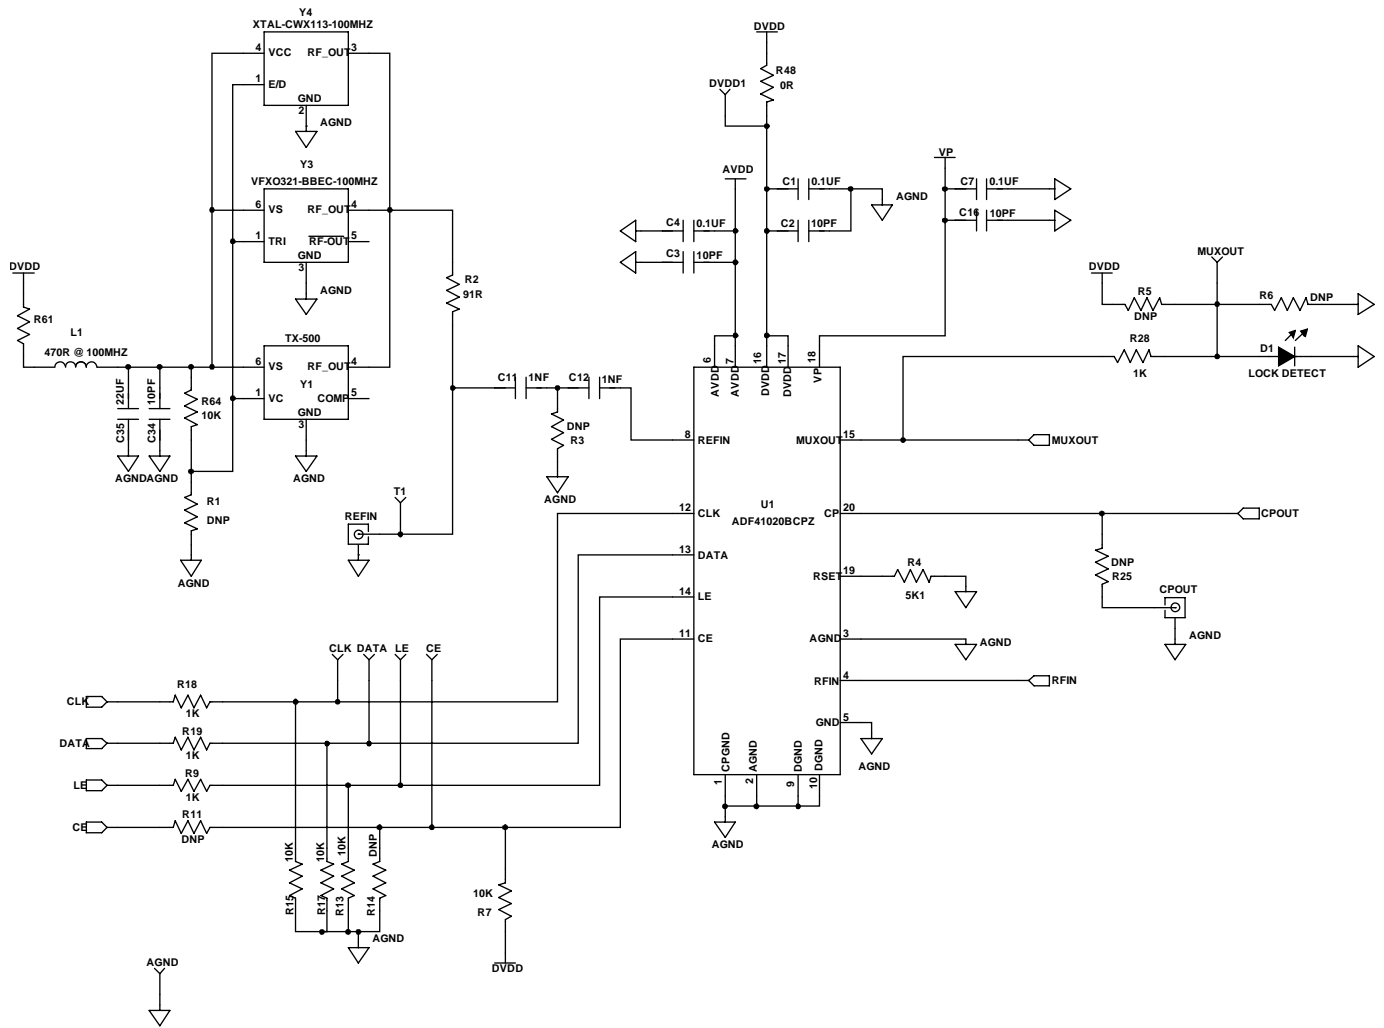 Y4
XTAL-CWX113-100MHZ
4 VCC RF_OUT 3
1 E/D
GND
2
AGND
Y3
VFXO321-BBEC-100MHZ
6 VS RF_OUT 4
1 TRI RF-OUT 5
GND
3
AGND
DVDD
R61
L1
470R @ 100MHZ
TX-500
6 VS RF_OUT 4
Y1
1 VC COMP 5
GND
3
AGND
22UF
C35
10PF
C34
AGND
AGND
R64
10K
R1
DNP
AGND
R2
91R
C11 1NF
C12 1NF
DNP
R3
AGND
T1
REFIN
DVDD
R48
0R
DVDD1
AVDD
C1 0.1UF
C2 10PF
AGND
C4 0.1UF
C3 10PF
VP
C7 0.1UF
C16 10PF
MUXOUT
DVDD
R5
DNP
R6 DNP
R28
1K
D1
LOCK DETECT
6 AVDD
7 AVDD
16 DVDD
17 DVDD
18 VP
8 REFIN
MUXOUT 15
MUXOUT
U1
ADF41020BCPZ
12 CLK
CP 20
CPOUT
13 DATA
RSET 19
R4
5K1
DNP
R25
CPOUT
AGND
14 LE
11 CE
AGND 3
AGND
RFIN 4
RFIN
GND 5
AGND
CPGND
1
AGND
2
DGND
9
DGND
10
AGND
CLK DATA LE CE
CLK
R18
1K
DATA
R19
1K
LE
R9
1K
CE
R11
DNP
10K
R15
10K
R17
10K
R13
DNP
R14
AGND
10K
R7
DVDD
AGND